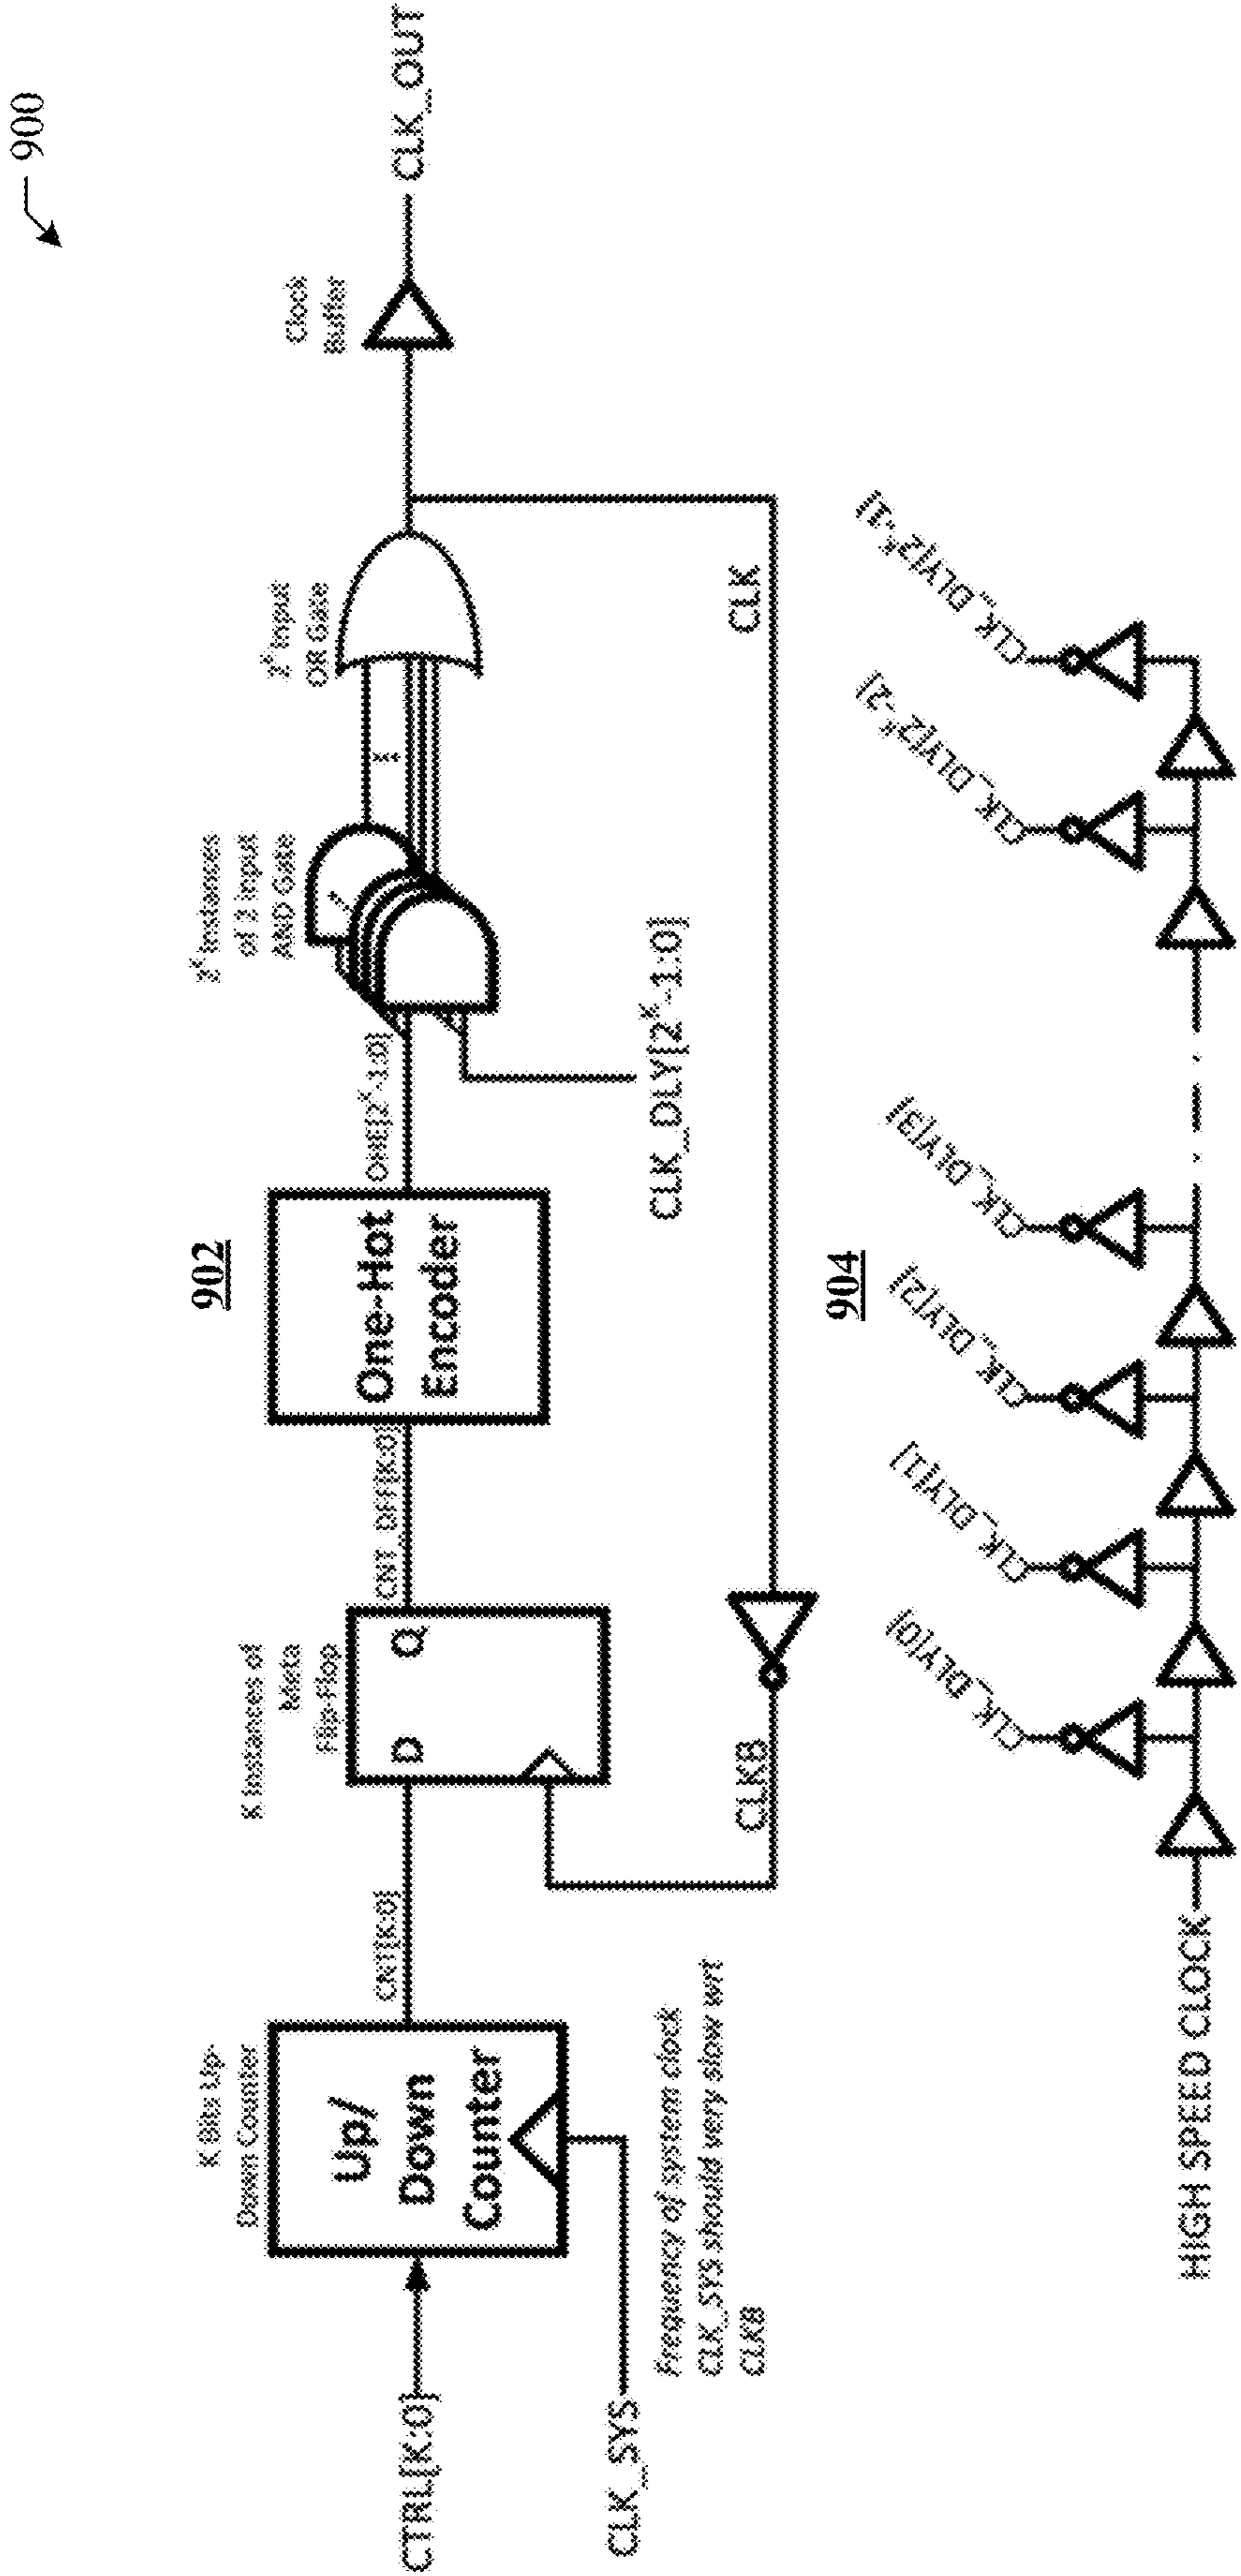 900
K Bits Up-
Down Counter
Up/
Down
Counter
CTRL[K:0]
CLK_SYS
Frequency of system clock
CLK_SYS should very slow wrt
CLKB
CNT[K:0]
K Instances of
Meta
Flip-Flop
D
Q
CLKB
CNT_DFF[K:0]
902
One-Hot
Encoder
OHE[2^K-1:0]
2^K Instances
of 2 Input
AND Gate
CLK_DLY[2^K-1:0]
2^K Input
OR Gate
CLK
Clock
Buffer
CLK_OUT
904
HIGH SPEED CLOCK
CLK_DLY[0]
CLK_DLY[1]
CLK_DLY[2]
CLK_DLY[3]
CLK_DLY[2^K-2]
CLK_DLY[2^K-1]